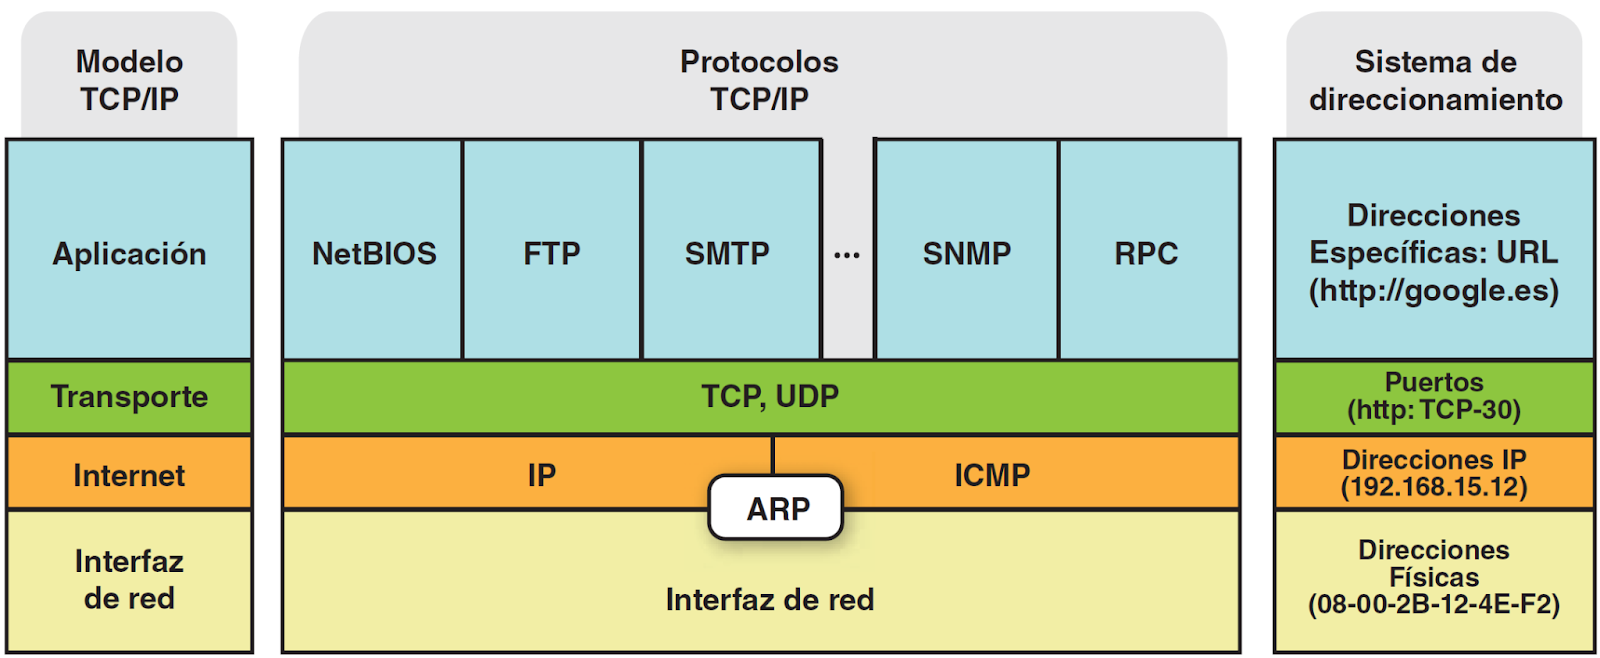 Modelo
TCP/IP
Protocolos
TCP/IP
Sistema de
direccionamiento
Aplicación
NetBIOS
FTP
SMTP
...
SNMP
RPC
Direcciones
Específicas: URL
(http://google.es)
Transporte
TCP, UDP
Puertos
(http: TCP-30)
Internet
IP
ICMP
ARP
Direcciones IP
(192.168.15.12)
Interfaz
de red
Interfaz de red
Direcciones
Físicas
(08-00-2B-12-4E-F2)